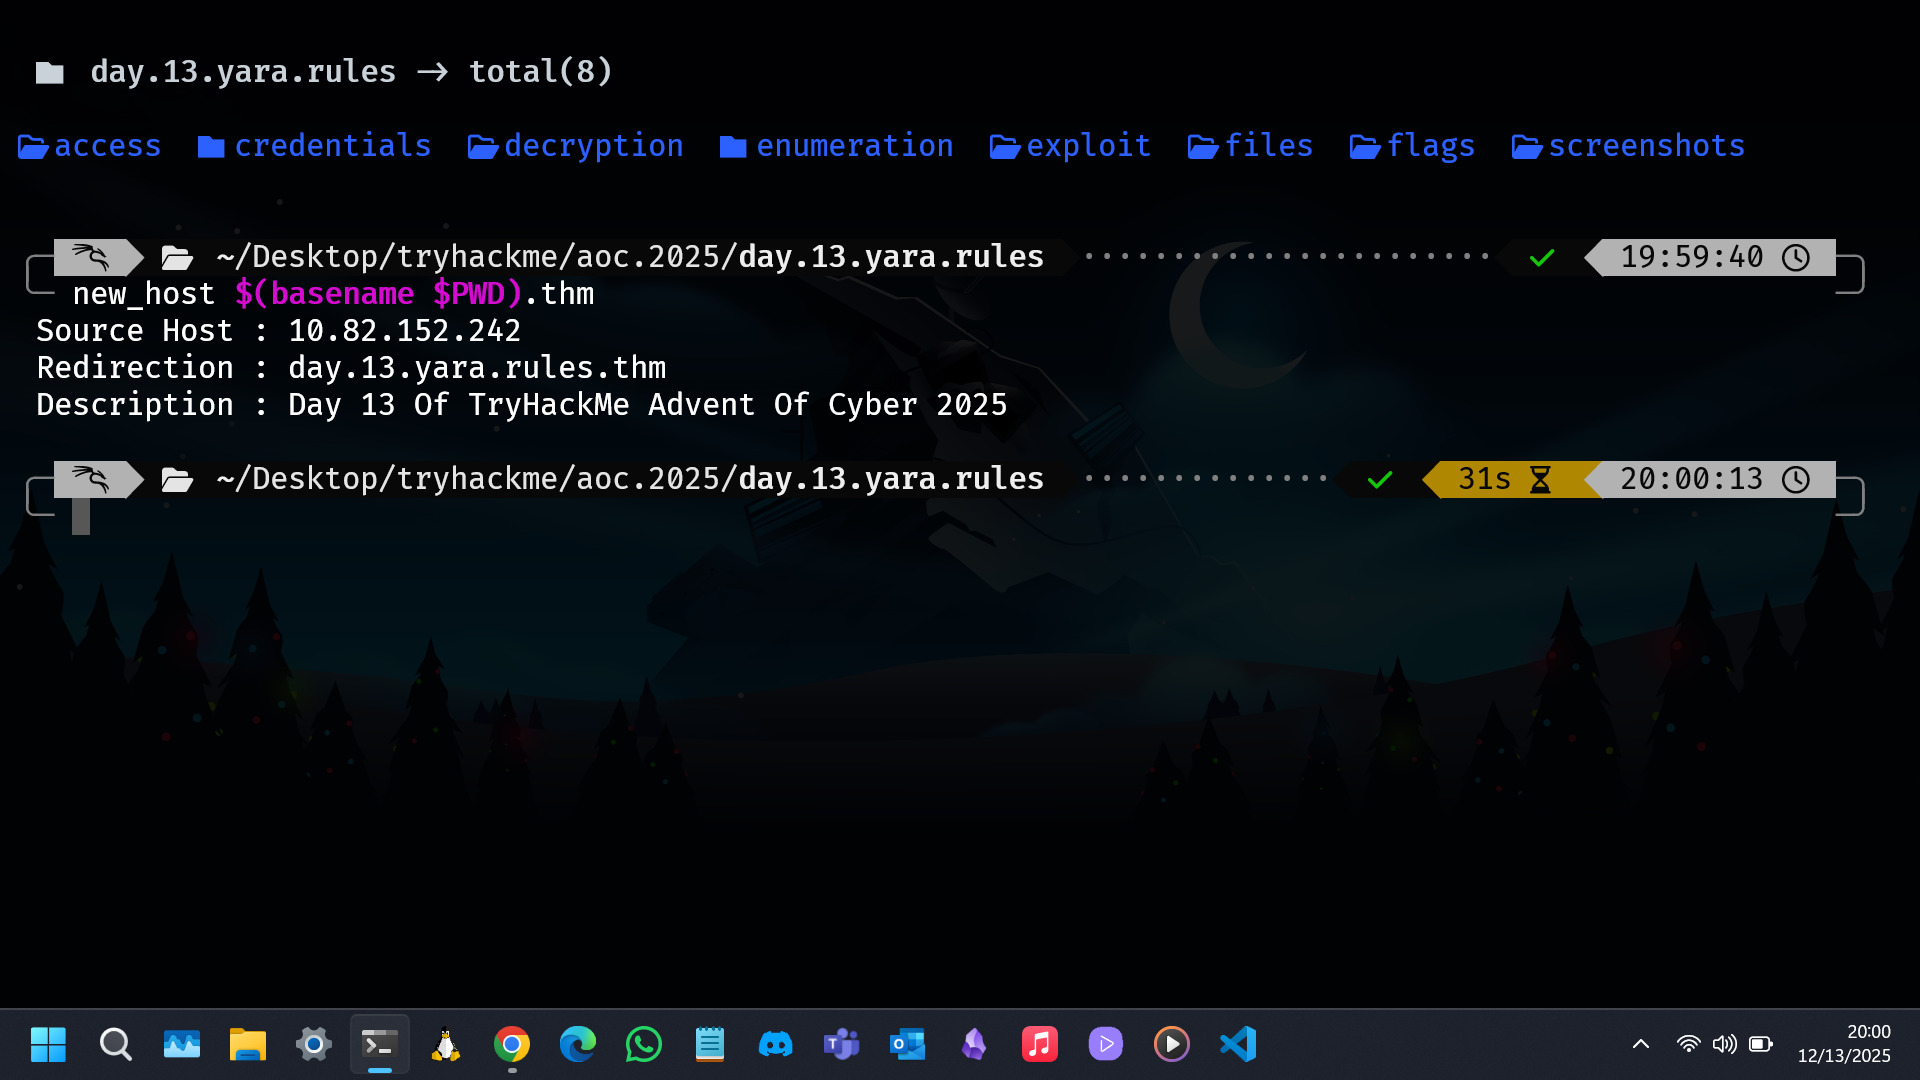 day.13.yara.rules → total(8)
access credentials decryption enumeration exploit files flags screenshots
~/Desktop/tryhackme/aoc.2025/day.13.yara.rules 19:59:40
new_host $(basename $PWD).thm
Source Host : 10.82.152.242
Redirection : day.13.yara.rules.thm
Description : Day 13 Of TryHackMe Advent Of Cyber 2025
~/Desktop/tryhackme/aoc.2025/day.13.yara.rules 31s 20:00:13
20:00
12/13/2025